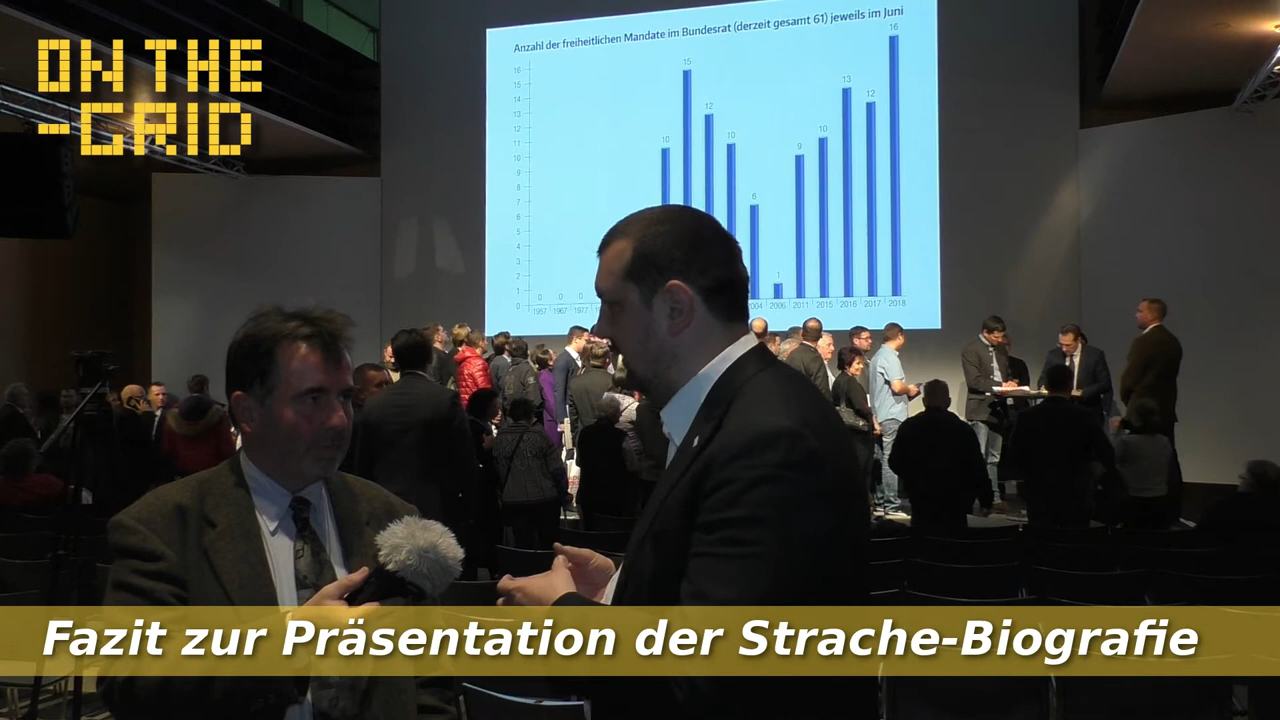 ON THE
-GRID
Anzahl der freiheitlichen Mandate im Bundesrat (derzeit gesamt 61) jeweils im Juni
16
15
14
13
12
11
10
9
8
7
6
5
4
3
2
1
0
0 0 0 10 15 12 10 6 1 9 10 13 12 16
1957 1967 1977 2004 2006 2011 2015 2016 2017 2018
Fazit zur Präsentation der Strache-Biografie